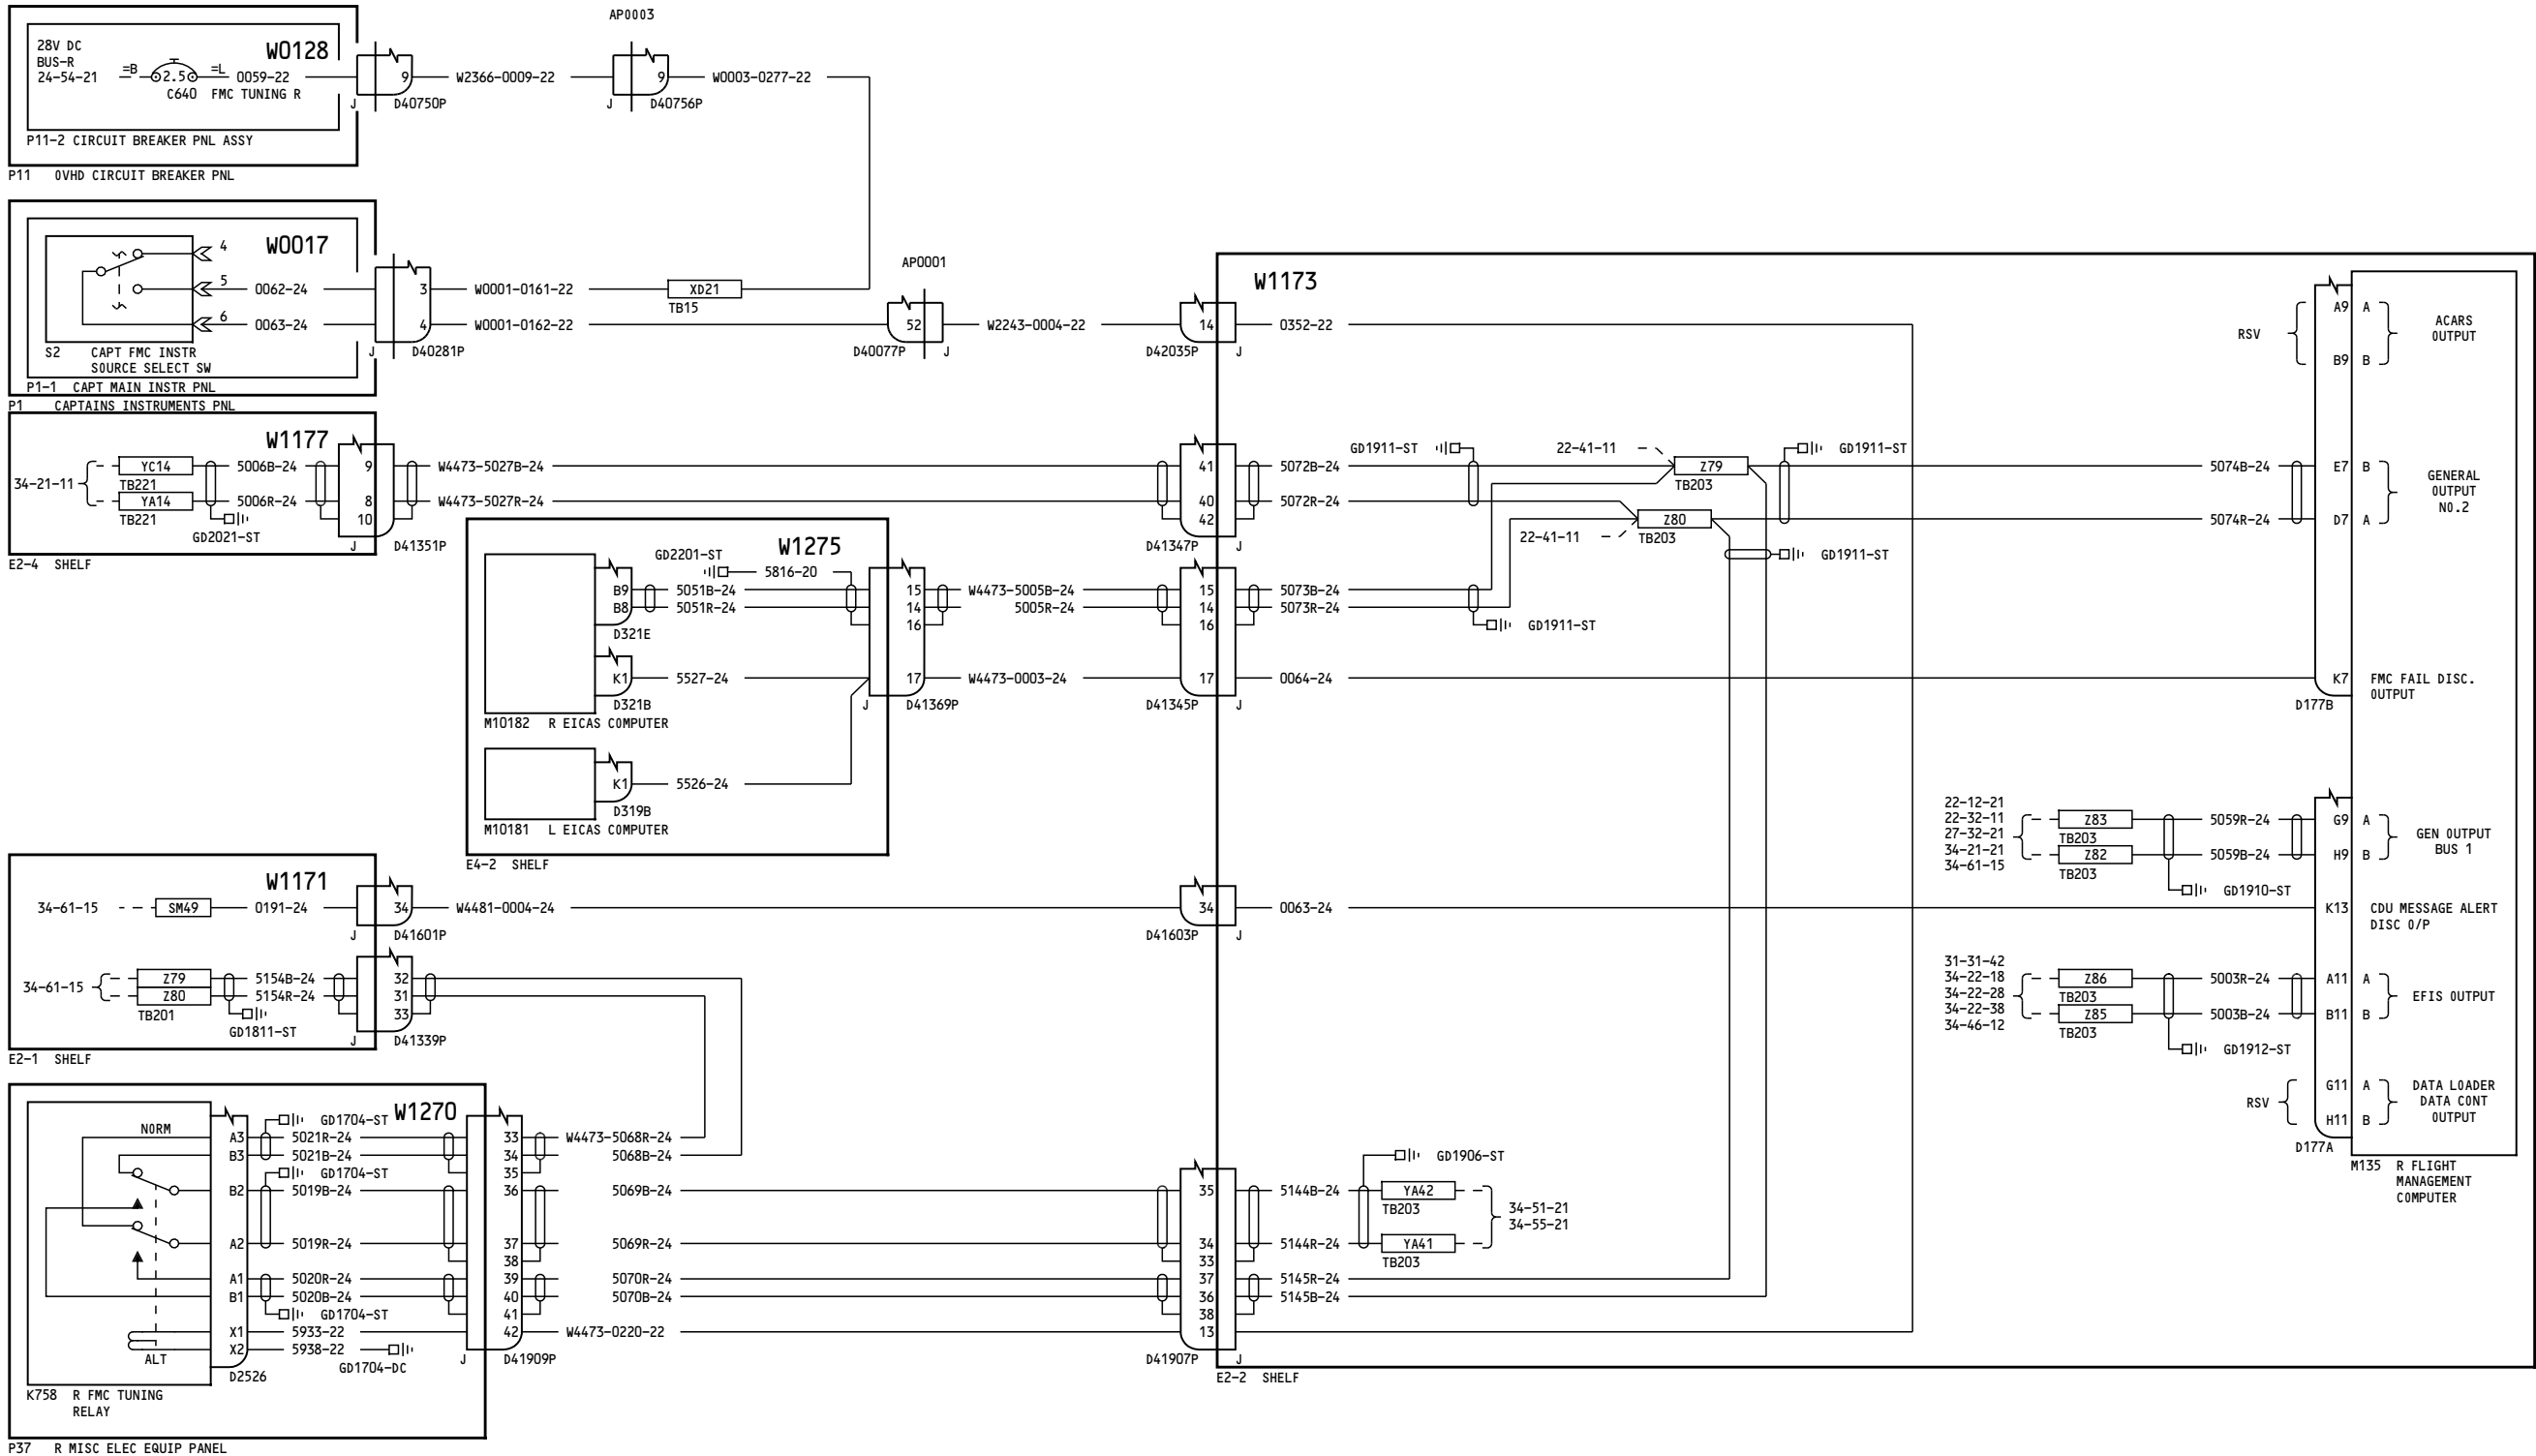 AP0003
28V DC
BUS-R
24-54-21
=B
2.5
=L
0059-22
W0128
C640 FMC TUNING R
P11-2 CIRCUIT BREAKER PNL ASSY
P11 0VHD CIRCUIT BREAKER PNL
J
9
D40750P
W2366-0009-22
J
9
D40756P
W0003-0277-22
W0017
4
5
0062-24
6
0063-24
S2 CAPT FMC INSTR
SOURCE SELECT SW
P1-1 CAPT MAIN INSTR PNL
P1 CAPTAINS INSTRUMENTS PNL
3
4
J
D40281P
W0001-0161-22
XD21
TB15
W0001-0162-22
AP0001
52
D40077P
J
W2243-0004-22
14
D42035P
J
W1173
0352-22
W1177
34-21-11
YC14
TB221
YA14
TB221
5006B-24
5006R-24
GD2021-ST
9
8
10
J
D41351P
E2-4 SHELF
W4473-5027B-24
W4473-5027R-24
41
40
42
D41347P
J
5072B-24
5072R-24
GD1911-ST
22-41-11
Z79
TB203
GD1911-ST
22-41-11
Z80
TB203
GD1911-ST
5074B-24
5074R-24
W1275
GD2201-ST
5816-20
B9
B8
D321E
5051B-24
5051R-24
K1
D321B
5527-24
M10182 R EICAS COMPUTER
K1
D319B
5526-24
M10181 L EICAS COMPUTER
E4-2 SHELF
15
14
16
17
J
D41369P
W4473-5005B-24
5005R-24
W4473-0003-24
15
14
16
17
D41345P
J
5073B-24
5073R-24
GD1911-ST
0064-24
RSV
A9 A
B9 B
ACARS
0UTPUT
E7 B
D7 A
GENERAL
0UTPUT
N0.2
K7
FMC FAIL DISC.
0UTPUT
D177B
22-12-21
22-32-11
27-32-21
34-21-21
34-61-15
Z83
TB203
Z82
TB203
5059R-24
5059B-24
GD1910-ST
G9 A
H9 B
GEN 0UTPUT
BUS 1
W1171
34-61-15
SM49
0191-24
34
J
D41601P
W4481-0004-24
34
D41603P
J
0063-24
K13
CDU MESSAGE ALERT
DISC 0/P
34-61-15
Z79
Z80
TB201
5154B-24
5154R-24
GD1811-ST
32
31
33
J
D41339P
E2-1 SHELF
31-31-42
34-22-18
34-22-28
34-22-38
34-46-12
Z86
TB203
Z85
TB203
5003R-24
5003B-24
GD1912-ST
A11 A
B11 B
EFIS 0UTPUT
RSV
G11 A
H11 B
DATA L0ADER
DATA C0NT
0UTPUT
D177A
M135 R FLIGHT
MANAGEMENT
COMPUTER
W1270
N0RM
A3
B3
B2
A2
A1
B1
X1
X2
ALT
D2526
GD1704-ST
5021R-24
5021B-24
GD1704-ST
5019B-24
5019R-24
5020R-24
5020B-24
GD1704-ST
5933-22
5938-22
GD1704-DC
K758 R FMC TUNING
RELAY
P37 R MISC ELEC EQUIP PANEL
33
34
35
36
37
38
39
40
41
42
J
D41909P
W4473-5068R-24
5068B-24
5069B-24
5069R-24
5070R-24
5070B-24
W4473-0220-22
35
34
33
37
36
38
13
D41907P
J
5144B-24
5144R-24
5145R-24
5145B-24
GD1906-ST
YA42
TB203
YA41
TB203
34-51-21
34-55-21
E2-2 SHELF